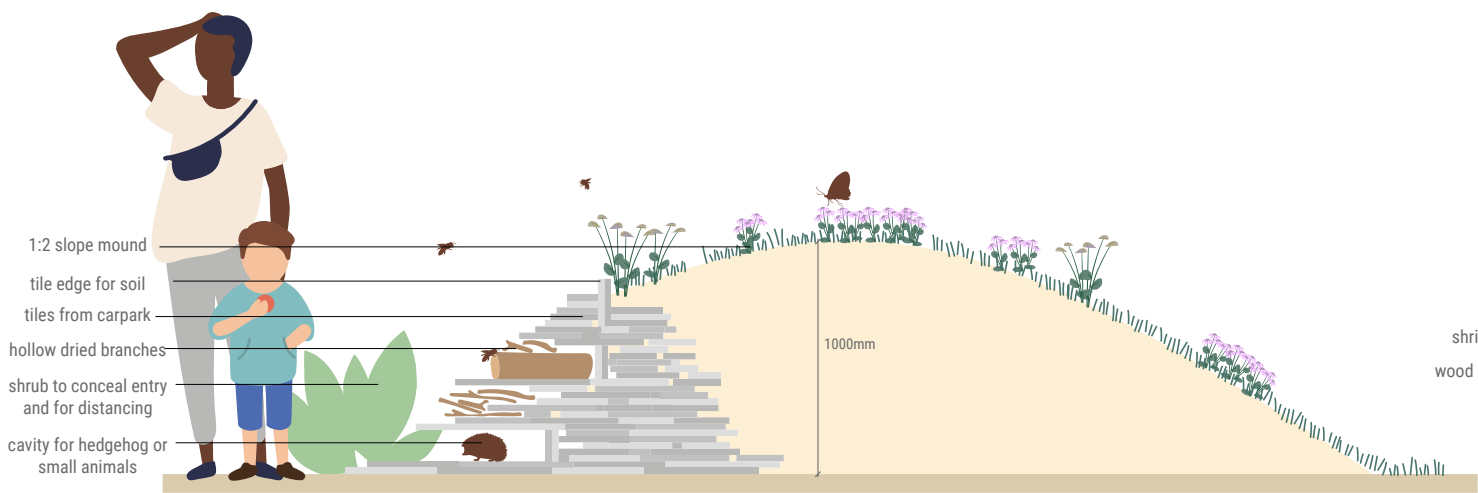 1:2 slope mound
tile edge for soil
tiles from carpark
hollow dried branches
shrub to conceal entry
and for distancing
cavity for hedgehog or
small animals
1000mm
shri
wood